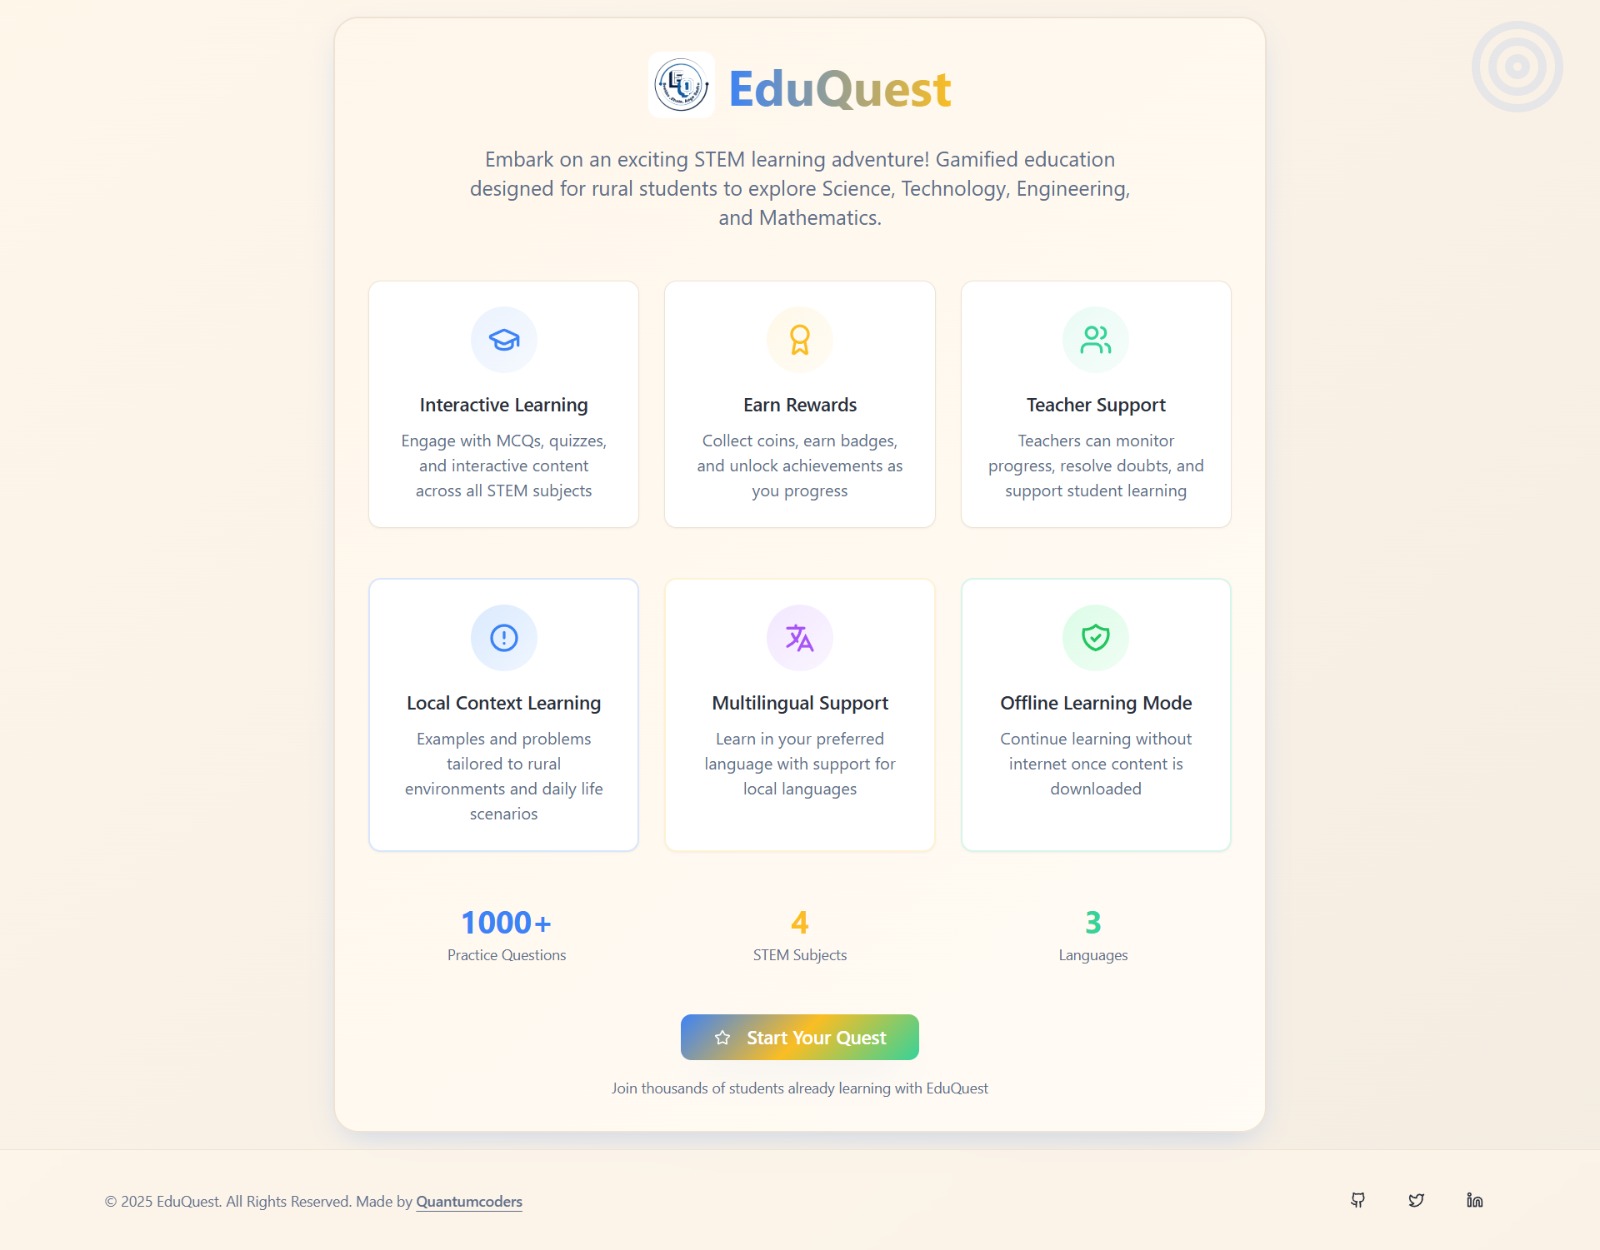 EduQuest
Embark on an exciting STEM learning adventure! Gamified education
designed for rural students to explore Science, Technology, Engineering,
and Mathematics.
Interactive Learning
Engage with MCQs, quizzes,
and interactive content
across all STEM subjects
Earn Rewards
Collect coins, earn badges,
and unlock achievements as
you progress
Teacher Support
Teachers can monitor
progress, resolve doubts, and
support student learning
Local Context Learning
Examples and problems
tailored to rural
environments and daily life
scenarios
Multilingual Support
Learn in your preferred
language with support for
local languages
Offline Learning Mode
Continue learning without
internet once content is
downloaded
1000+
Practice Questions
4
STEM Subjects
3
Languages
Start Your Quest
Join thousands of students already learning with EduQuest
© 2025 EduQuest. All Rights Reserved. Made by Quantumcoders